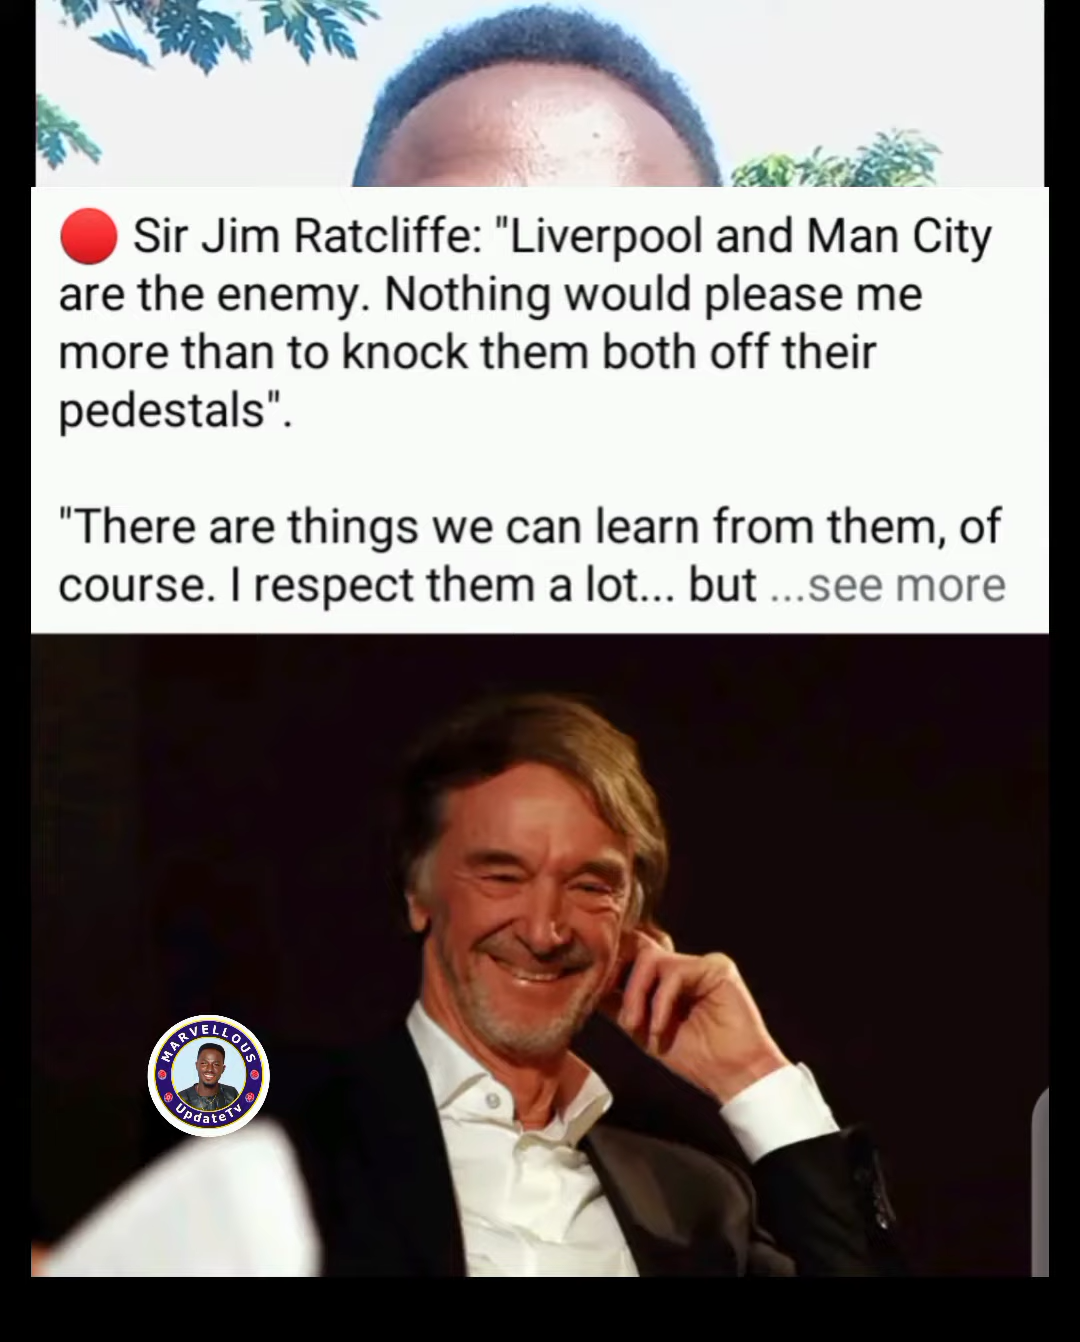 Sir Jim Ratcliffe: "Liverpool and Man City
are the enemy. Nothing would please me
more than to knock them both off their
pedestals".
"There are things we can learn from them, of
course. I respect them a lot... but ...see more
MARVELLOUS
UpdateTv